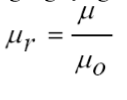 μᵣ = μ / μₒ